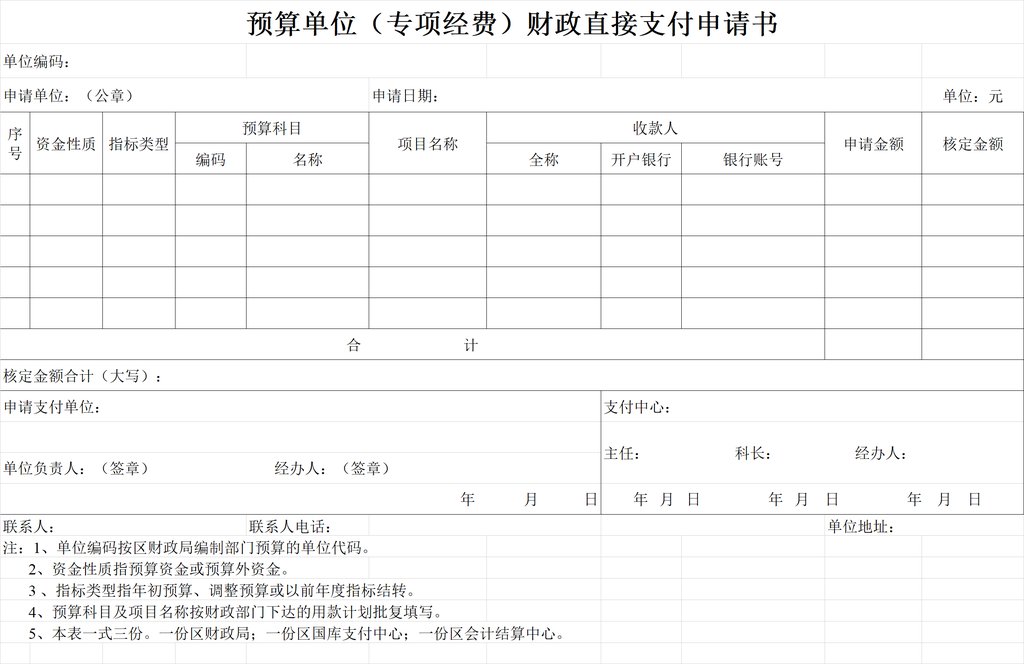 预算单位（专项经费）财政直接支付申请书
单位编码：
申请单位：（公章） 申请日期： 单位：元
序号 资金性质 指标类型 预算科目 项目名称 收款人 申请金额 核定金额
编码 名称 全称 开户银行 银行账号
合 计
核定金额合计（大写）：
申请支付单位： 支付中心：
主任： 科长： 经办人：
单位负责人：（签章） 经办人：（签章）
年 月 日 年 月 日 年 月 日 年 月 日
联系人： 联系人电话： 单位地址：
注：1、单位编码按区财政局编制部门预算的单位代码。
2、资金性质指预算资金或预算外资金。
3 、指标类型指年初预算、调整预算或以前年度指标结转。
4、预算科目及项目名称按财政部门下达的用款计划批复填写。
5、本表一式三份。一份区财政局；一份区国库支付中心；一份区会计结算中心。